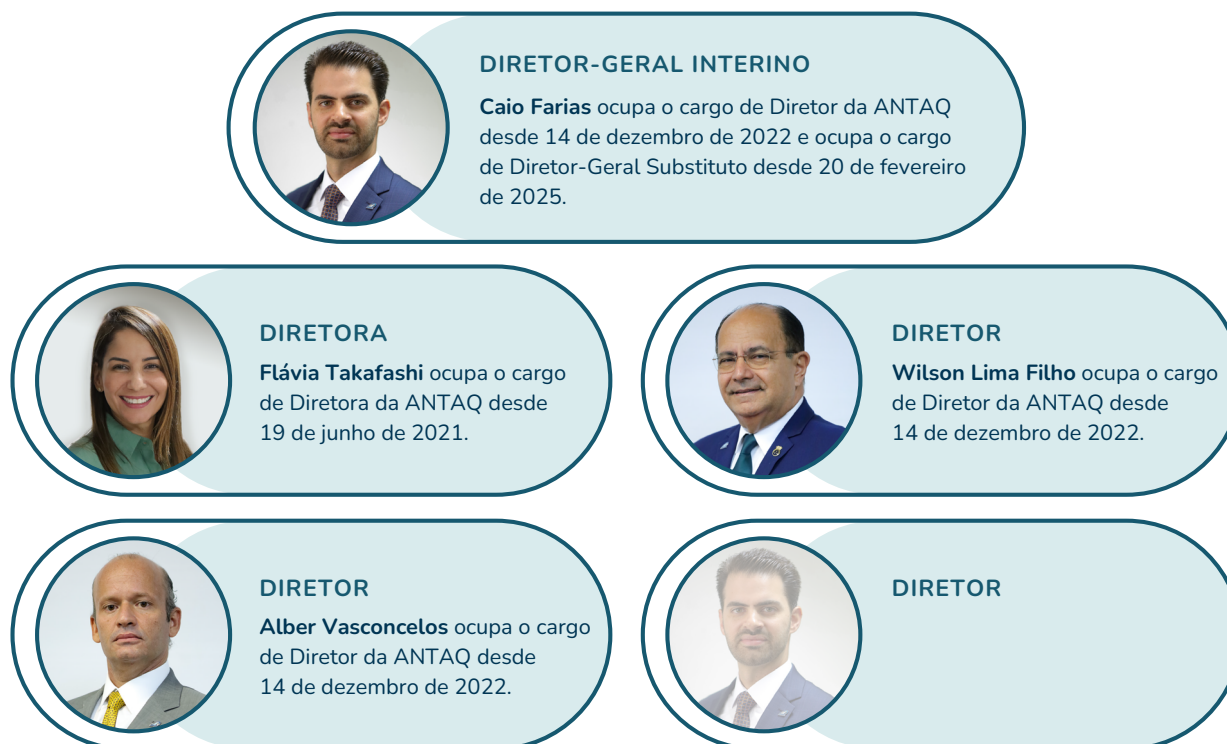 DIRETOR-GERAL INTERINO
Caio Farias ocupa o cargo de Diretor da ANTAQ
desde 14 de dezembro de 2022 e ocupa o cargo
de Diretor-Geral Substituto desde 20 de fevereiro
de 2025.
DIRETORA
Flávia Takafashi ocupa o cargo
de Diretora da ANTAQ desde
19 de junho de 2021.
DIRETOR
Wilson Lima Filho ocupa o cargo
de Diretor da ANTAQ desde
14 de dezembro de 2022.
DIRETOR
Alber Vasconcelos ocupa o cargo
de Diretor da ANTAQ desde
14 de dezembro de 2022.
DIRETOR